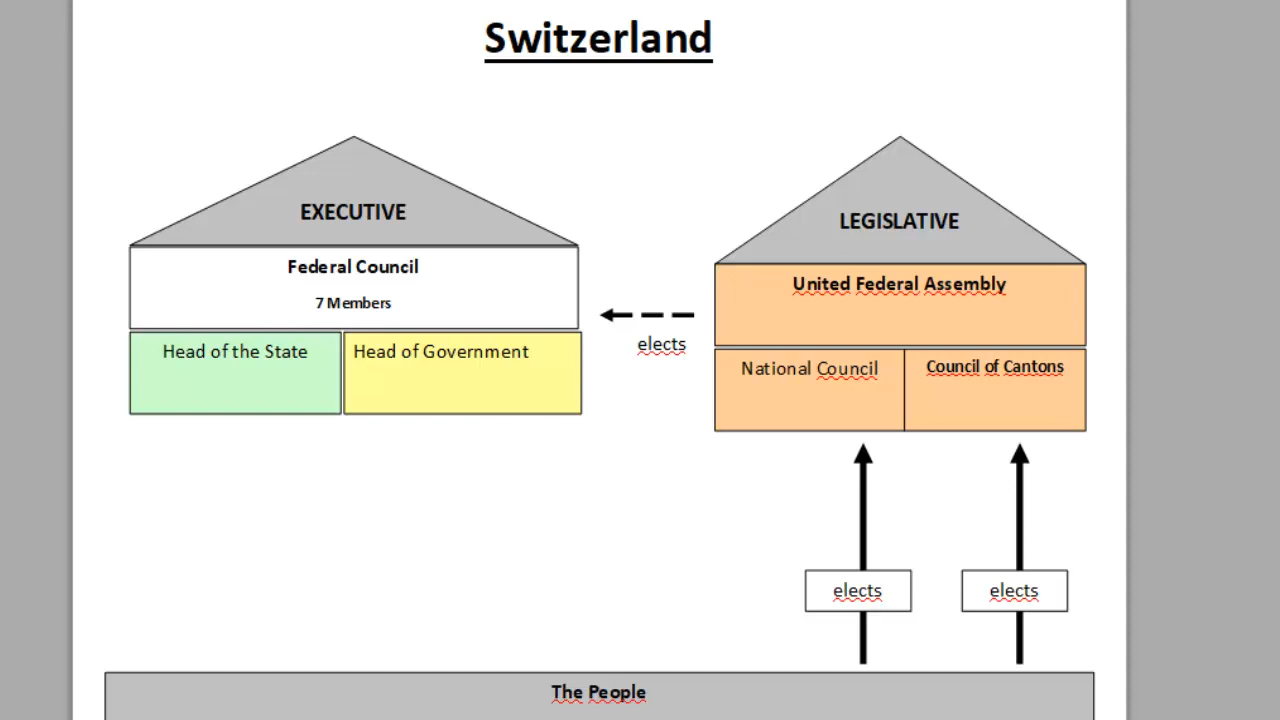 Switzerland
EXECUTIVE
Federal Council
7 Members
Head of the State
Head of Government
elects
LEGISLATIVE
United Federal Assembly
National Council
Council of Cantons
elects
elects
The People